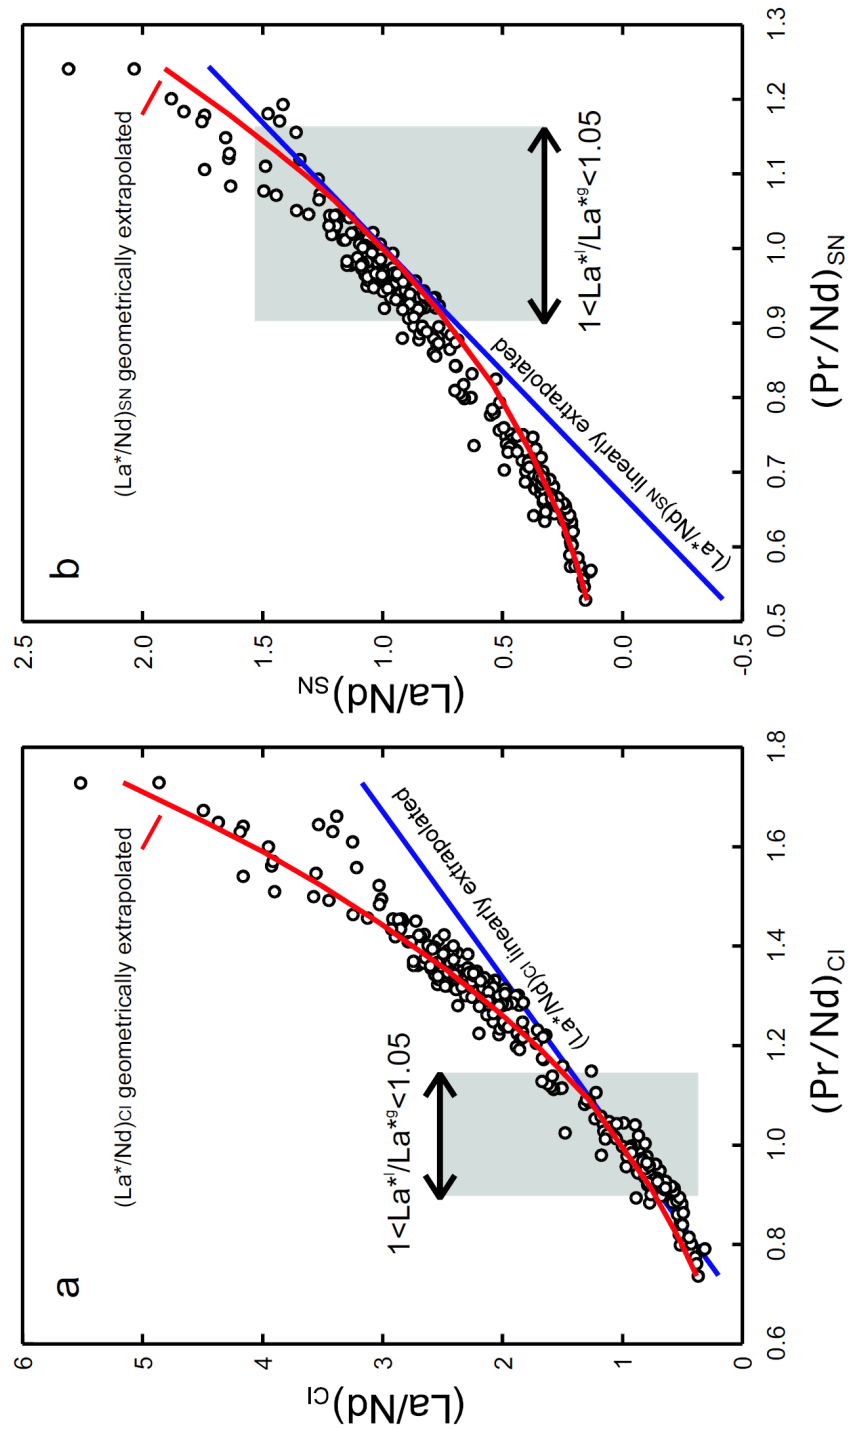 a
6
5
4
3
2
1
0
(La/Nd)CI
0.6
0.8
1.0
1.2
1.4
1.6
1.8
(Pr/Nd)CI
(La*/Nd)CI geometrically extrapolated
1<La*l/La*g<1.05
(La*/Nd)CI linearly extrapolated
b
2.5
2.0
1.5
1.0
0.5
0.0
-0.5
(La/Nd)SN
0.5
0.6
0.7
0.8
0.9
1.0
1.1
1.2
1.3
(Pr/Nd)SN
(La*/Nd)SN geometrically extrapolated
1<La*l/La*g<1.05
(La*/Nd)SN linearly extrapolated